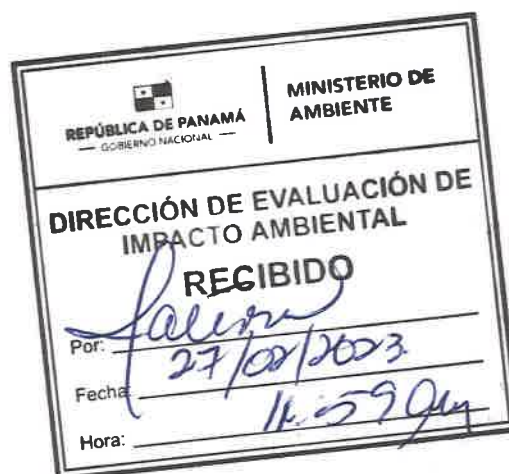 REPÚBLICA DE PANAMÁ
— GOBIERNO NACIONAL —
MINISTERIO DE
AMBIENTE
DIRECCIÓN DE EVALUACIÓN DE
IMPACTO AMBIENTAL
RECIBIDO
Por:
Fecha: 27/02/2023
Hora: 11:59 am